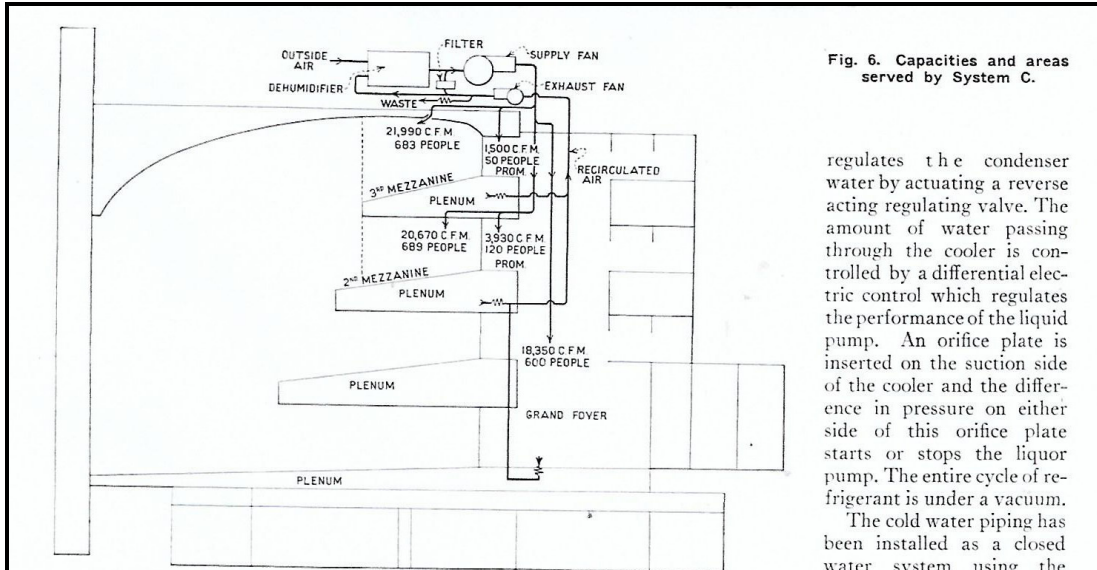 FILTER
OUTSIDE
AIR
SUPPLY FAN
DEHUMIDIFIER
EXHAUST FAN
WASTE
21,990 C.F.M.
683 PEOPLE
1,500 C.F.M.
50 PEOPLE
PROM.
RECIRCULATED
AIR
3RD MEZZANINE
PLENUM
20,670 C.F.M.
689 PEOPLE
3,930 C.F.M.
120 PEOPLE
PROM.
2ND MEZZANINE
PLENUM
18,350 C.F.M.
600 PEOPLE
PLENUM
GRAND FOYER
PLENUM
Fig. 6. Capacities and areas
served by System C.
regulates the condenser
water by actuating a reverse
acting regulating valve. The
amount of water passing
through the cooler is con-
trolled by a differential elec-
tric control which regulates
the performance of the liquid
pump. An orifice plate is
inserted on the suction side
of the cooler and the differ-
ence in pressure on either
side of this orifice plate
starts or stops the liquor
pump. The entire cycle of re-
frigerant is under a vacuum.
The cold water piping has
been installed as a closed
water system using the